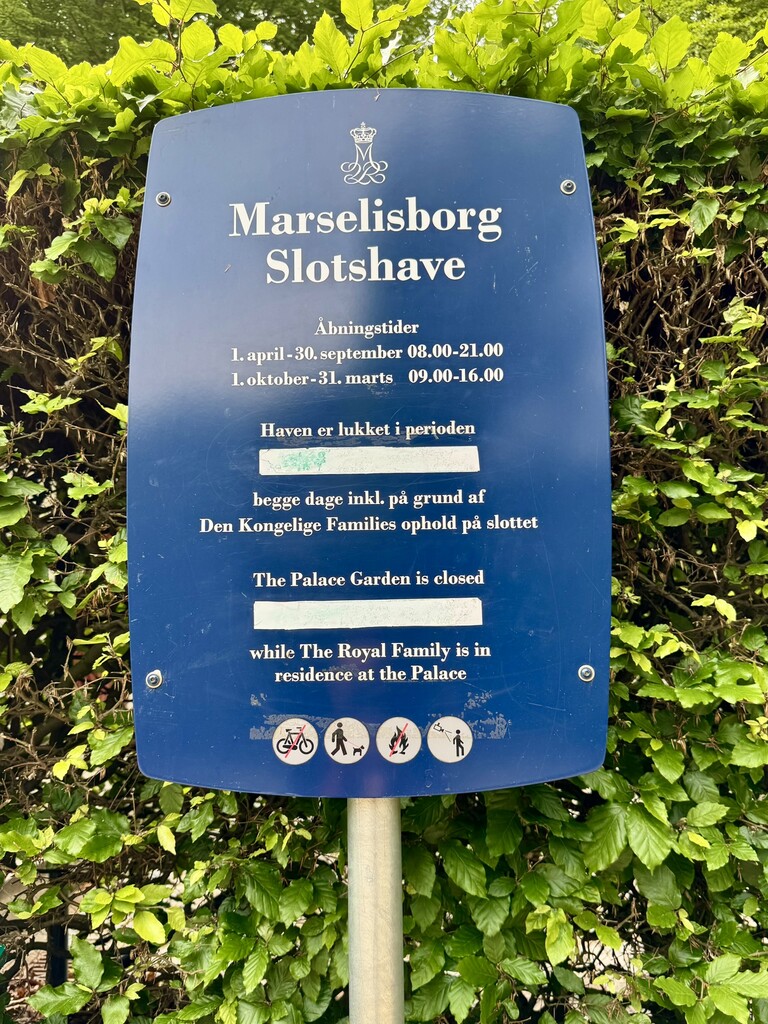 Marselisborg
Slotshave
Åbningstider
1. april - 30. september 08.00-21.00
1. oktober - 31. marts 09.00-16.00
Haven er lukket i perioden
begge dage inkl. på grund af
Den Kongelige Families ophold på slottet
The Palace Garden is closed
while The Royal Family is in
residence at the Palace